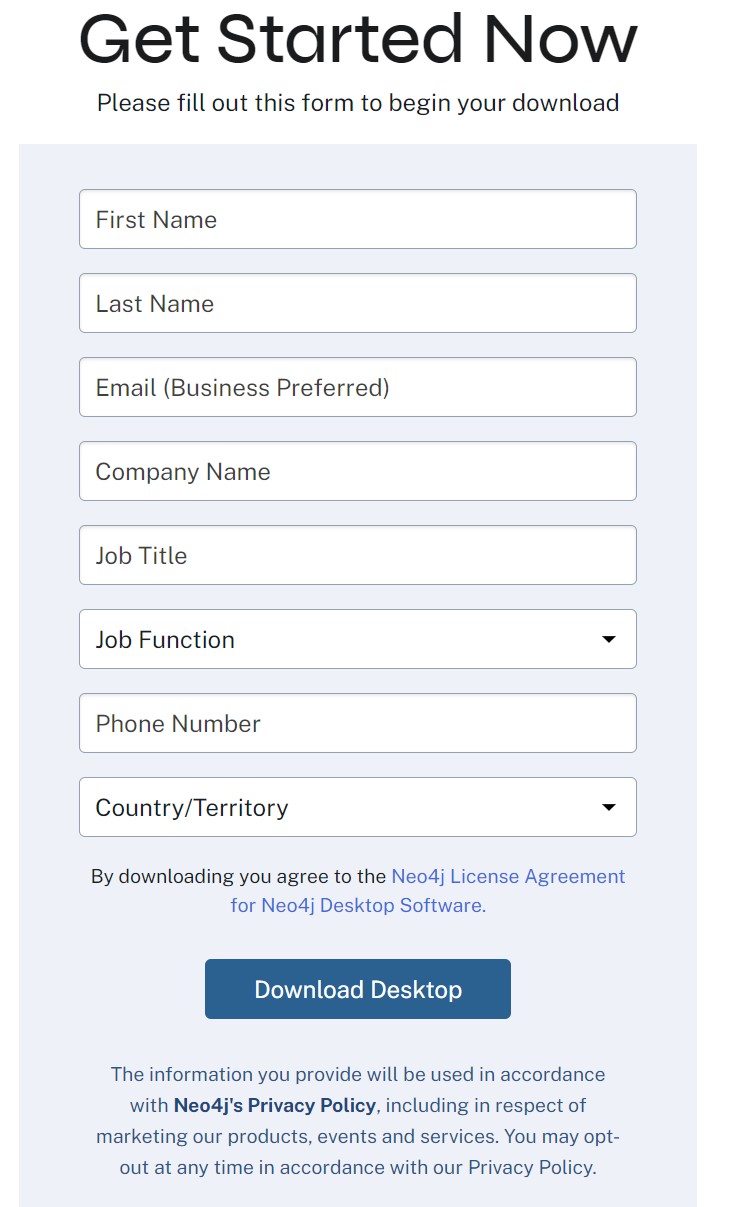 Get Started Now
Please fill out this form to begin your download
First Name
Last Name
Email (Business Preferred)
Company Name
Job Title
Job Function
Phone Number
Country/Territory
By downloading you agree to the Neo4j License Agreement
for Neo4j Desktop Software.
Download Desktop
The information you provide will be used in accordance
with Neo4j's Privacy Policy, including in respect of
marketing our products, events and services. You may opt-
out at any time in accordance with our Privacy Policy.